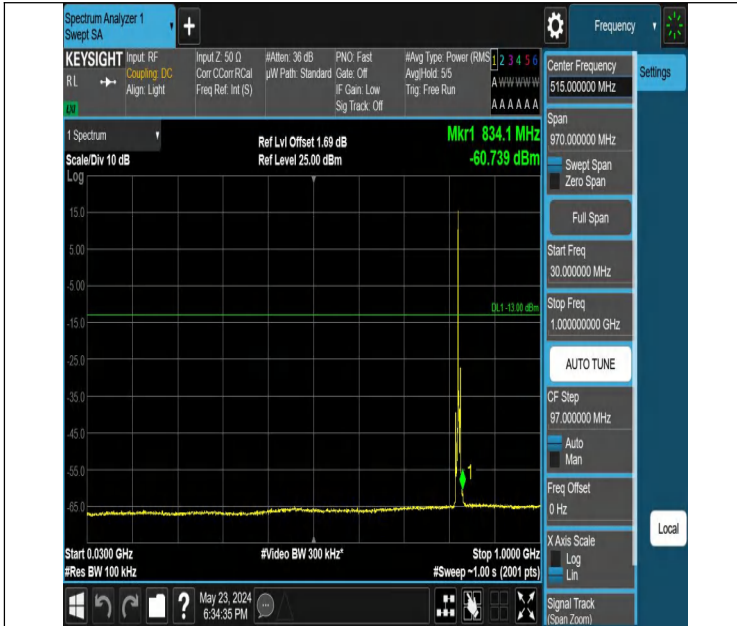 Spectrum Analyzer 1
Swept SA
+
Frequency
KEYSIGHT
RL
Input: RF
Coupling: DC
Align: Light
Input Z: 50 Ω
Corr CCorr RCal
Freq Ref: Int (S)
#Atten: 36 dB
µW Path: Standard
PNO: Fast
Gate: Off
IF Gain: Low
Sig Track: Off
#Avg Type: Power (RMS
Avg|Hold: 5/5
Trig: Free Run
1 2 3 4 5 6
A W W W W W
A A A A A A
1 Spectrum
Scale/Div 10 dB
Log
Ref Lvl Offset 1.69 dB
Ref Level 25.00 dBm
Mkr1 834.1 MHz
-60.739 dBm
15.0
5.00
-5.00
DL1 -13.00 dBm
-15.0
-25.0
-35.0
-45.0
-55.0
1
-65.0
Start 0.0300 GHz
#Res BW 100 kHz
#Video BW 300 kHz*
Stop 1.0000 GHz
#Sweep ~1.00 s (2001 pts)
?
May 23, 2024
6:34:35 PM
Center Frequency
515.000000 MHz
Span
970.000000 MHz
Swept Span
Zero Span
Full Span
Start Freq
30.000000 MHz
Stop Freq
1.000000000 GHz
AUTO TUNE
CF Step
97.000000 MHz
Auto
Man
Freq Offset
0 Hz
X Axis Scale
Log
Lin
Signal Track
(Span Zoom)
Settings
Local